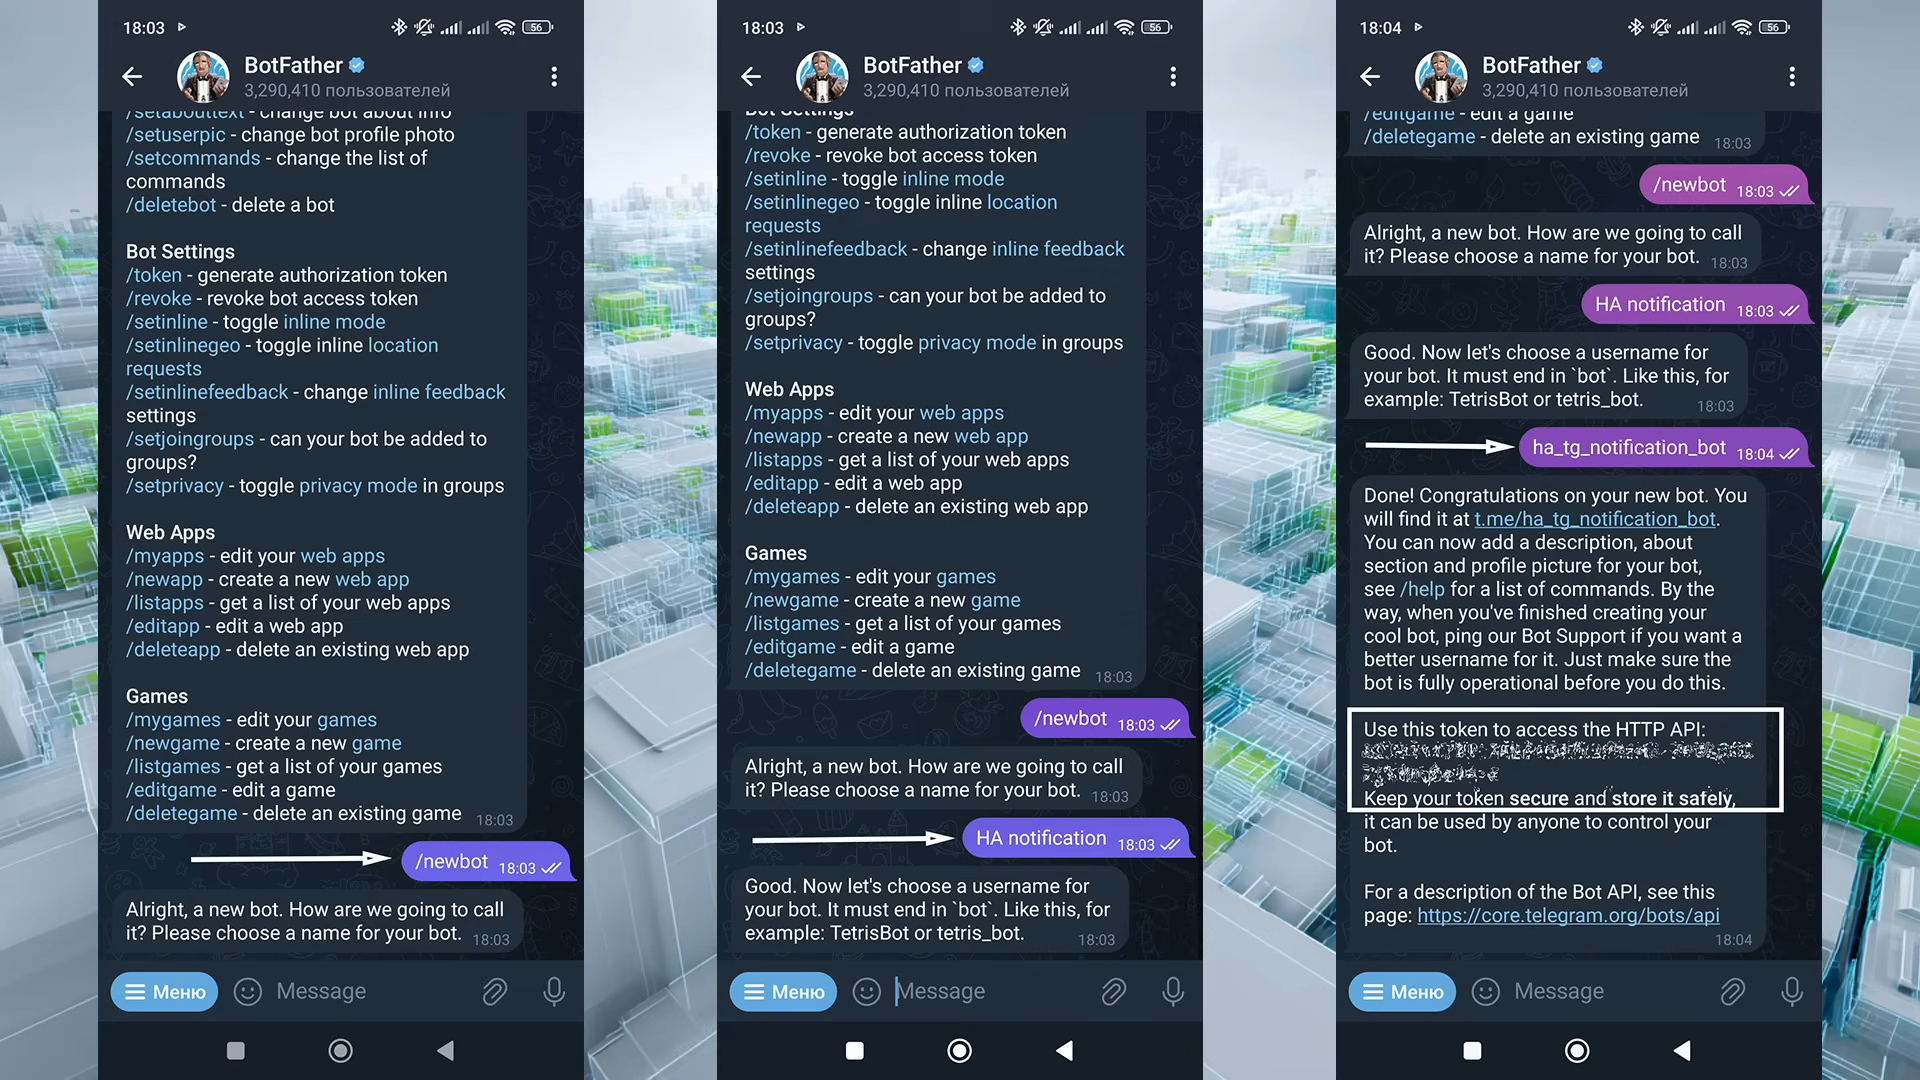 18:03
56
BotFather
3,290,410 пользователей
/setabouttext - change bot about info
/setuserpic - change bot profile photo
/setcommands - change the list of
commands
/deletebot - delete a bot
Bot Settings
/token - generate authorization token
/revoke - revoke bot access token
/setinline - toggle inline mode
/setinlinegeo - toggle inline location
requests
/setinlinefeedback - change inline feedback
settings
/setjoingroups - can your bot be added to
groups?
/setprivacy - toggle privacy mode in groups
Web Apps
/myapps - edit your web apps
/newapp - create a new web app
/listapps - get a list of your web apps
/editapp - edit a web app
/deleteapp - delete an existing web app
Games
/mygames - edit your games
/newgame - create a new game
/listgames - get a list of your games
/editgame - edit a game
/deletegame - delete an existing game 18:03
/newbot 18:03
Alright, a new bot. How are we going to call
it? Please choose a name for your bot. 18:03
Меню
Message
18:03
56
BotFather
3,290,410 пользователей
Bot Settings
/token - generate authorization token
/revoke - revoke bot access token
/setinline - toggle inline mode
/setinlinegeo - toggle inline location
requests
/setinlinefeedback - change inline feedback
settings
/setjoingroups - can your bot be added to
groups?
/setprivacy - toggle privacy mode in groups
Web Apps
/myapps - edit your web apps
/newapp - create a new web app
/listapps - get a list of your web apps
/editapp - edit a web app
/deleteapp - delete an existing web app
Games
/mygames - edit your games
/newgame - create a new game
/listgames - get a list of your games
/editgame - edit a game
/deletegame - delete an existing game 18:03
/newbot 18:03
Alright, a new bot. How are we going to call
it? Please choose a name for your bot. 18:03
HA notification 18:03
Good. Now let's choose a username for
your bot. It must end in `bot`. Like this, for
example: TetrisBot or tetris_bot. 18:03
Меню
Message
18:04
56
BotFather
3,290,410 пользователей
/editgame - edit a game
/deletegame - delete an existing game 18:03
/newbot 18:03
Alright, a new bot. How are we going to call
it? Please choose a name for your bot. 18:03
HA notification 18:03
Good. Now let's choose a username for
your bot. It must end in `bot`. Like this, for
example: TetrisBot or tetris_bot. 18:03
ha_tg_notification_bot 18:04
Done! Congratulations on your new bot. You
will find it at t.me/ha_tg_notification_bot.
You can now add a description, about
section and profile picture for your bot,
see /help for a list of commands. By the
way, when you've finished creating your
cool bot, ping our Bot Support if you want a
better username for it. Just make sure the
bot is fully operational before you do this.
Use this token to access the HTTP API:
Keep your token secure and store it safely,
it can be used by anyone to control your
bot.
For a description of the Bot API, see this
page: https://core.telegram.org/bots/api
18:04
Меню
Message